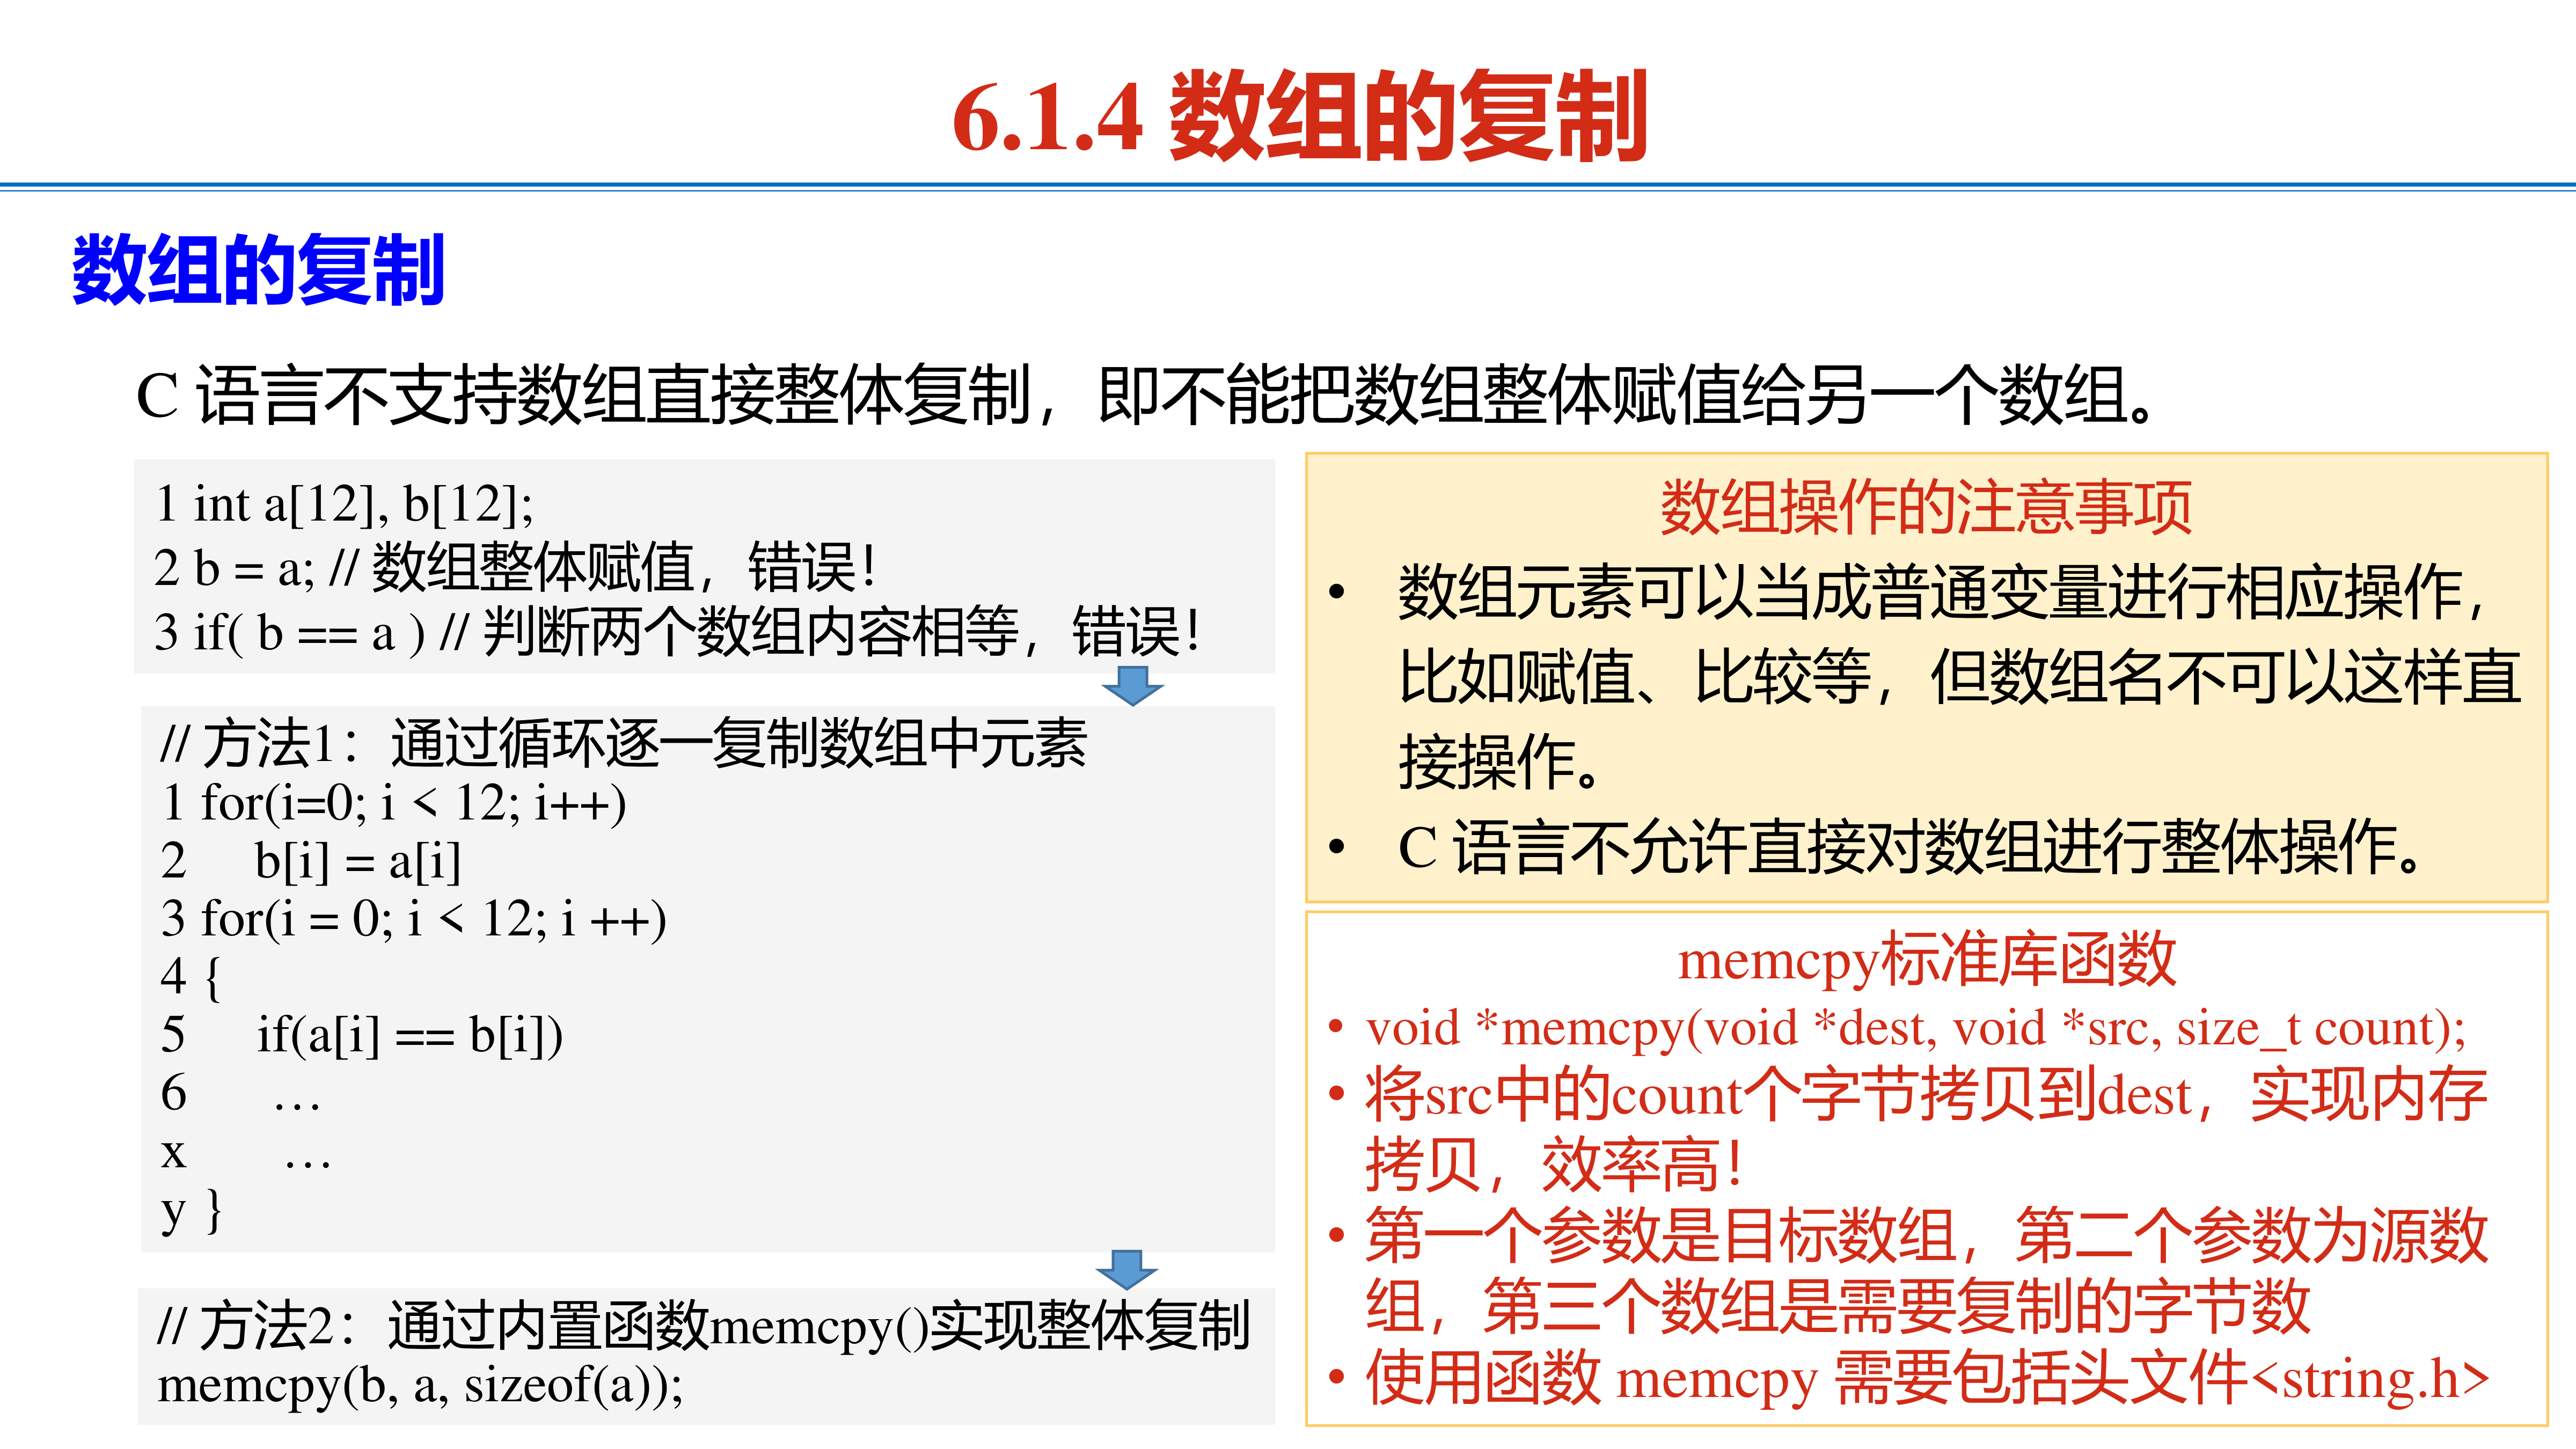 6.1.4 数组的复制
数组的复制
C 语言不支持数组直接整体复制，即不能把数组整体赋值给另一个数组。
1 int a[12], b[12];
2 b = a; // 数组整体赋值，错误！
3 if( b == a ) // 判断两个数组内容相等，错误！
// 方法1：通过循环逐一复制数组中元素
1 for(i=0; i < 12; i++)
2 b[i] = a[i]
3 for(i = 0; i < 12; i ++)
4 {
5 if(a[i] == b[i])
6 …
x …
y }
// 方法2：通过内置函数memcpy()实现整体复制
memcpy(b, a, sizeof(a));
数组操作的注意事项
• 数组元素可以当成普通变量进行相应操作，
比如赋值、比较等，但数组名不可以这样直
接操作。
• C 语言不允许直接对数组进行整体操作。
memcpy标准库函数
• void *memcpy(void *dest, void *src, size_t count);
• 将src中的count个字节拷贝到dest，实现内存
拷贝，效率高！
• 第一个参数是目标数组，第二个参数为源数
组，第三个数组是需要复制的字节数
• 使用函数 memcpy 需要包括头文件<string.h>